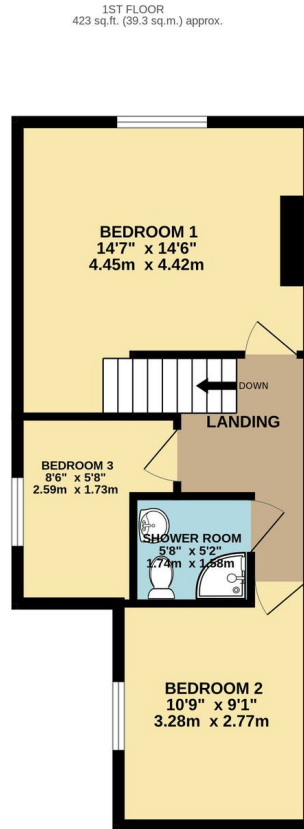 1ST FLOOR
423 sq.ft. (39.3 sq.m.) approx.
BEDROOM 1
14'7" x 14'6"
4.45m x 4.42m
DOWN
LANDING
BEDROOM 3
8'6" x 5'8"
2.59m x 1.73m
SHOWER ROOM
5'8" x 5'2"
1.74m x 1.58m
BEDROOM 2
10'9" x 9'1"
3.28m x 2.77m